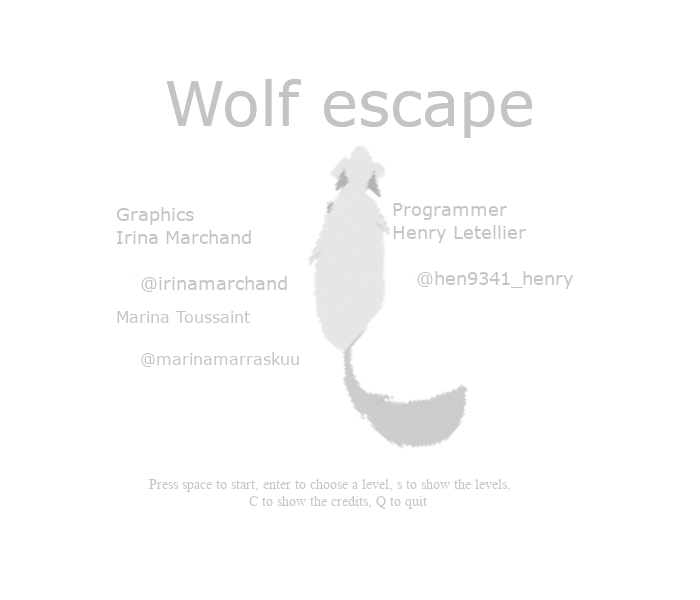 Wolf escape
Graphics
Irina Marchand
@irinamarchand
Marina Toussaint
@marinamarraskuu
Programmer
Henry Letellier
@hen9341_henry
Press space to start, enter to choose a level, s to show the levels,
C to show the credits, Q to quit